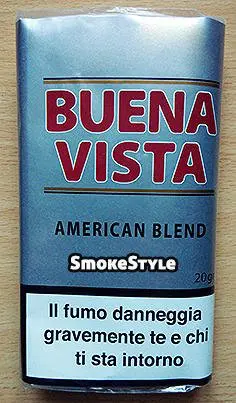 BUENA
VISTA
AMERICAN BLEND
SmokeStyle
20g
Il fumo danneggia
gravemente te e chi
ti sta intorno